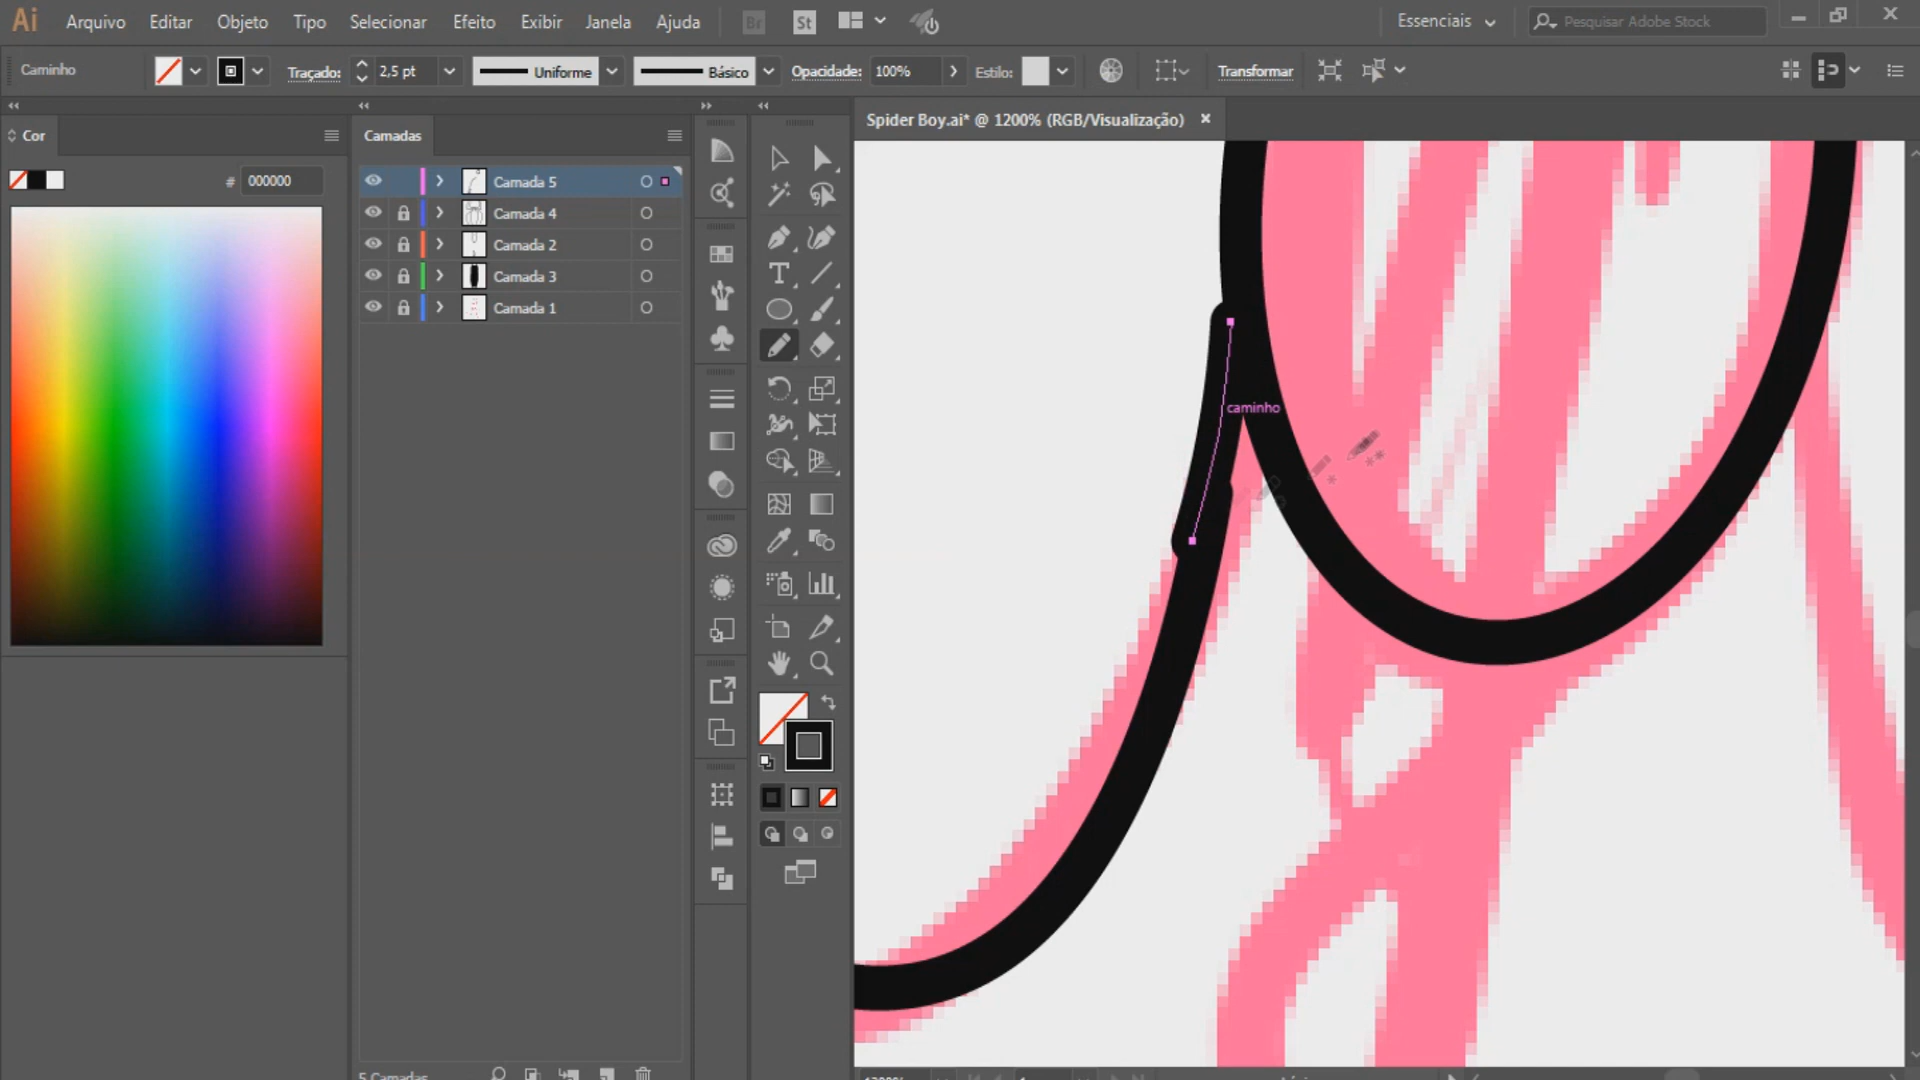 Ai Arquivo Editar Objeto Tipo Selecionar Efeito Exibir Janela Ajuda Br St Essenciais Pesquisar Adobe Stock
Caminho Traçado: 2,5 pt Uniforme Básico Opacidade: 100% Estilo: Transformar
Cor
Camadas
Spider Boy.ai* @ 1200% (RGB/Visualização) ×
# 000000
Camada 5
Camada 4
Camada 2
Camada 3
Camada 1
caminho
5 Camadas